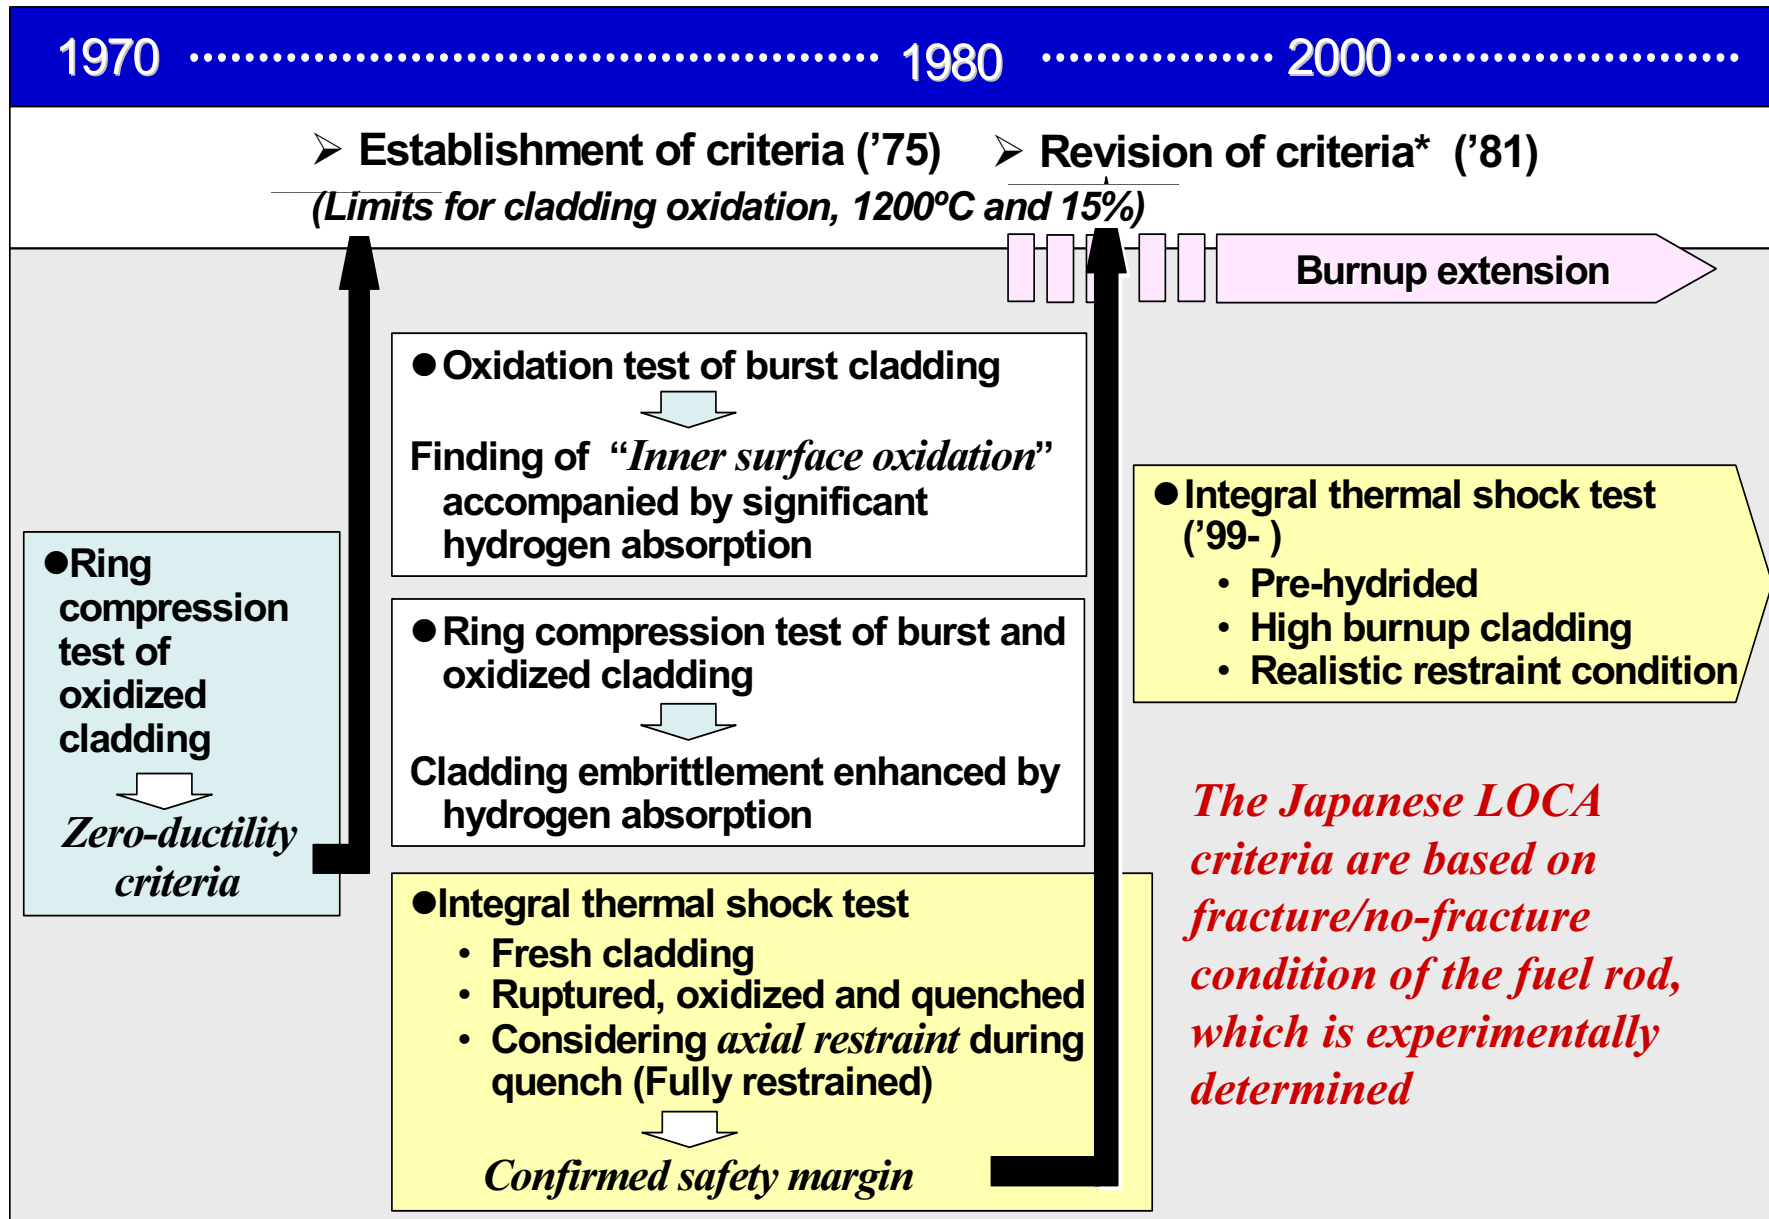 1970 ........ 1980 ........ 2000 ........
➢ Establishment of criteria (’75)
➢ Revision of criteria* (’81)
(Limits for cladding oxidation, 1200ºC and 15%)
Burnup extension
●Ring
compression
test of
oxidized
cladding
Zero-ductility
criteria
● Oxidation test of burst cladding
Finding of “Inner surface oxidation”
accompanied by significant
hydrogen absorption
● Ring compression test of burst and
oxidized cladding
Cladding embrittlement enhanced by
hydrogen absorption
●Integral thermal shock test
• Fresh cladding
• Ruptured, oxidized and quenched
• Considering axial restraint during
quench (Fully restrained)
Confirmed safety margin
● Integral thermal shock test
(’99- )
• Pre-hydrided
• High burnup cladding
• Realistic restraint condition
The Japanese LOCA
criteria are based on
fracture/no-fracture
condition of the fuel rod,
which is experimentally
determined